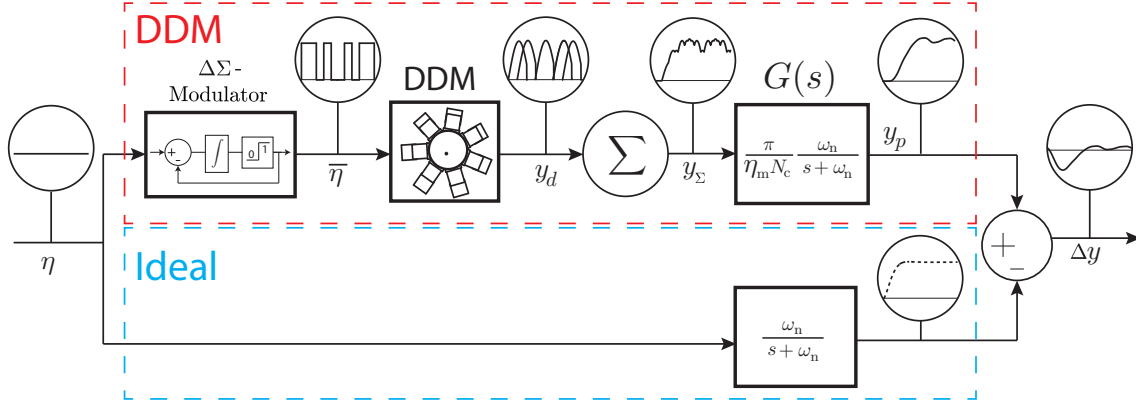 DDM
ΔΣ-
Modulator
+
-
∫
0 1
η̅
DDM
y_d
Σ
y_Σ
G(s)
π / (η_m N_c) ω_n / (s + ω_n)
y_p
η
Ideal
ω_n / (s + ω_n)
+
-
Δy